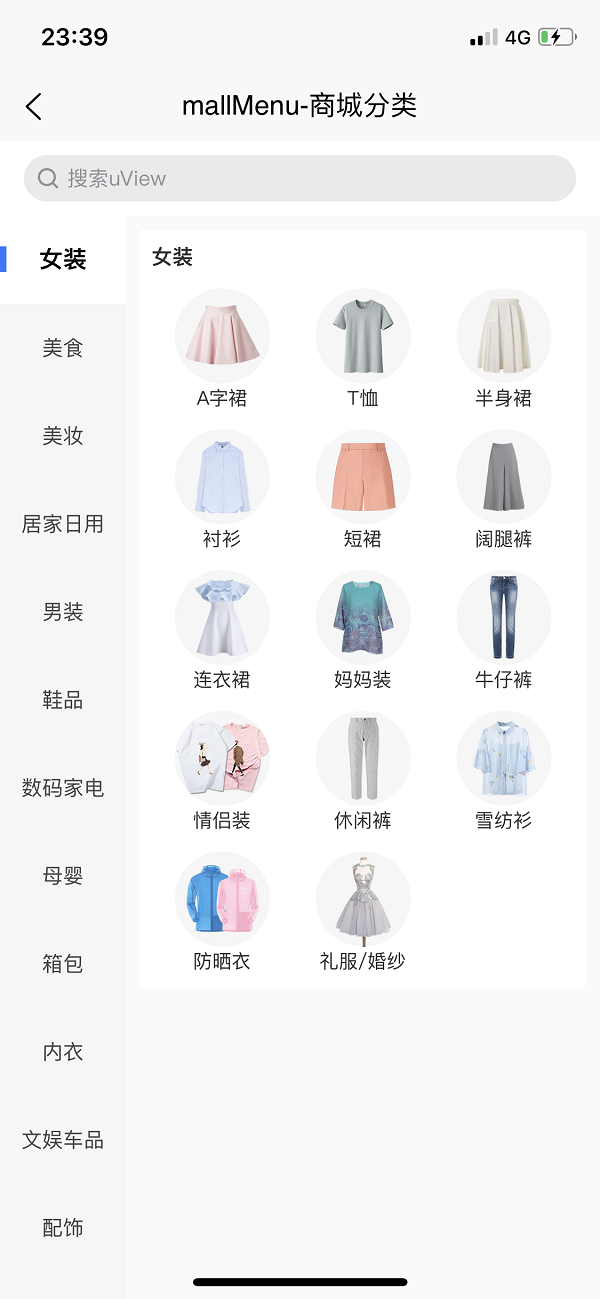 23:39
4G
mallMenu-商城分类
搜索uView
女装
美食
美妆
居家日用
男装
鞋品
数码家电
母婴
箱包
内衣
文娱车品
配饰
女装
A字裙
T恤
半身裙
衬衫
短裙
阔腿裤
连衣裙
妈妈装
牛仔裤
情侣装
休闲裤
雪纺衫
防晒衣
礼服/婚纱